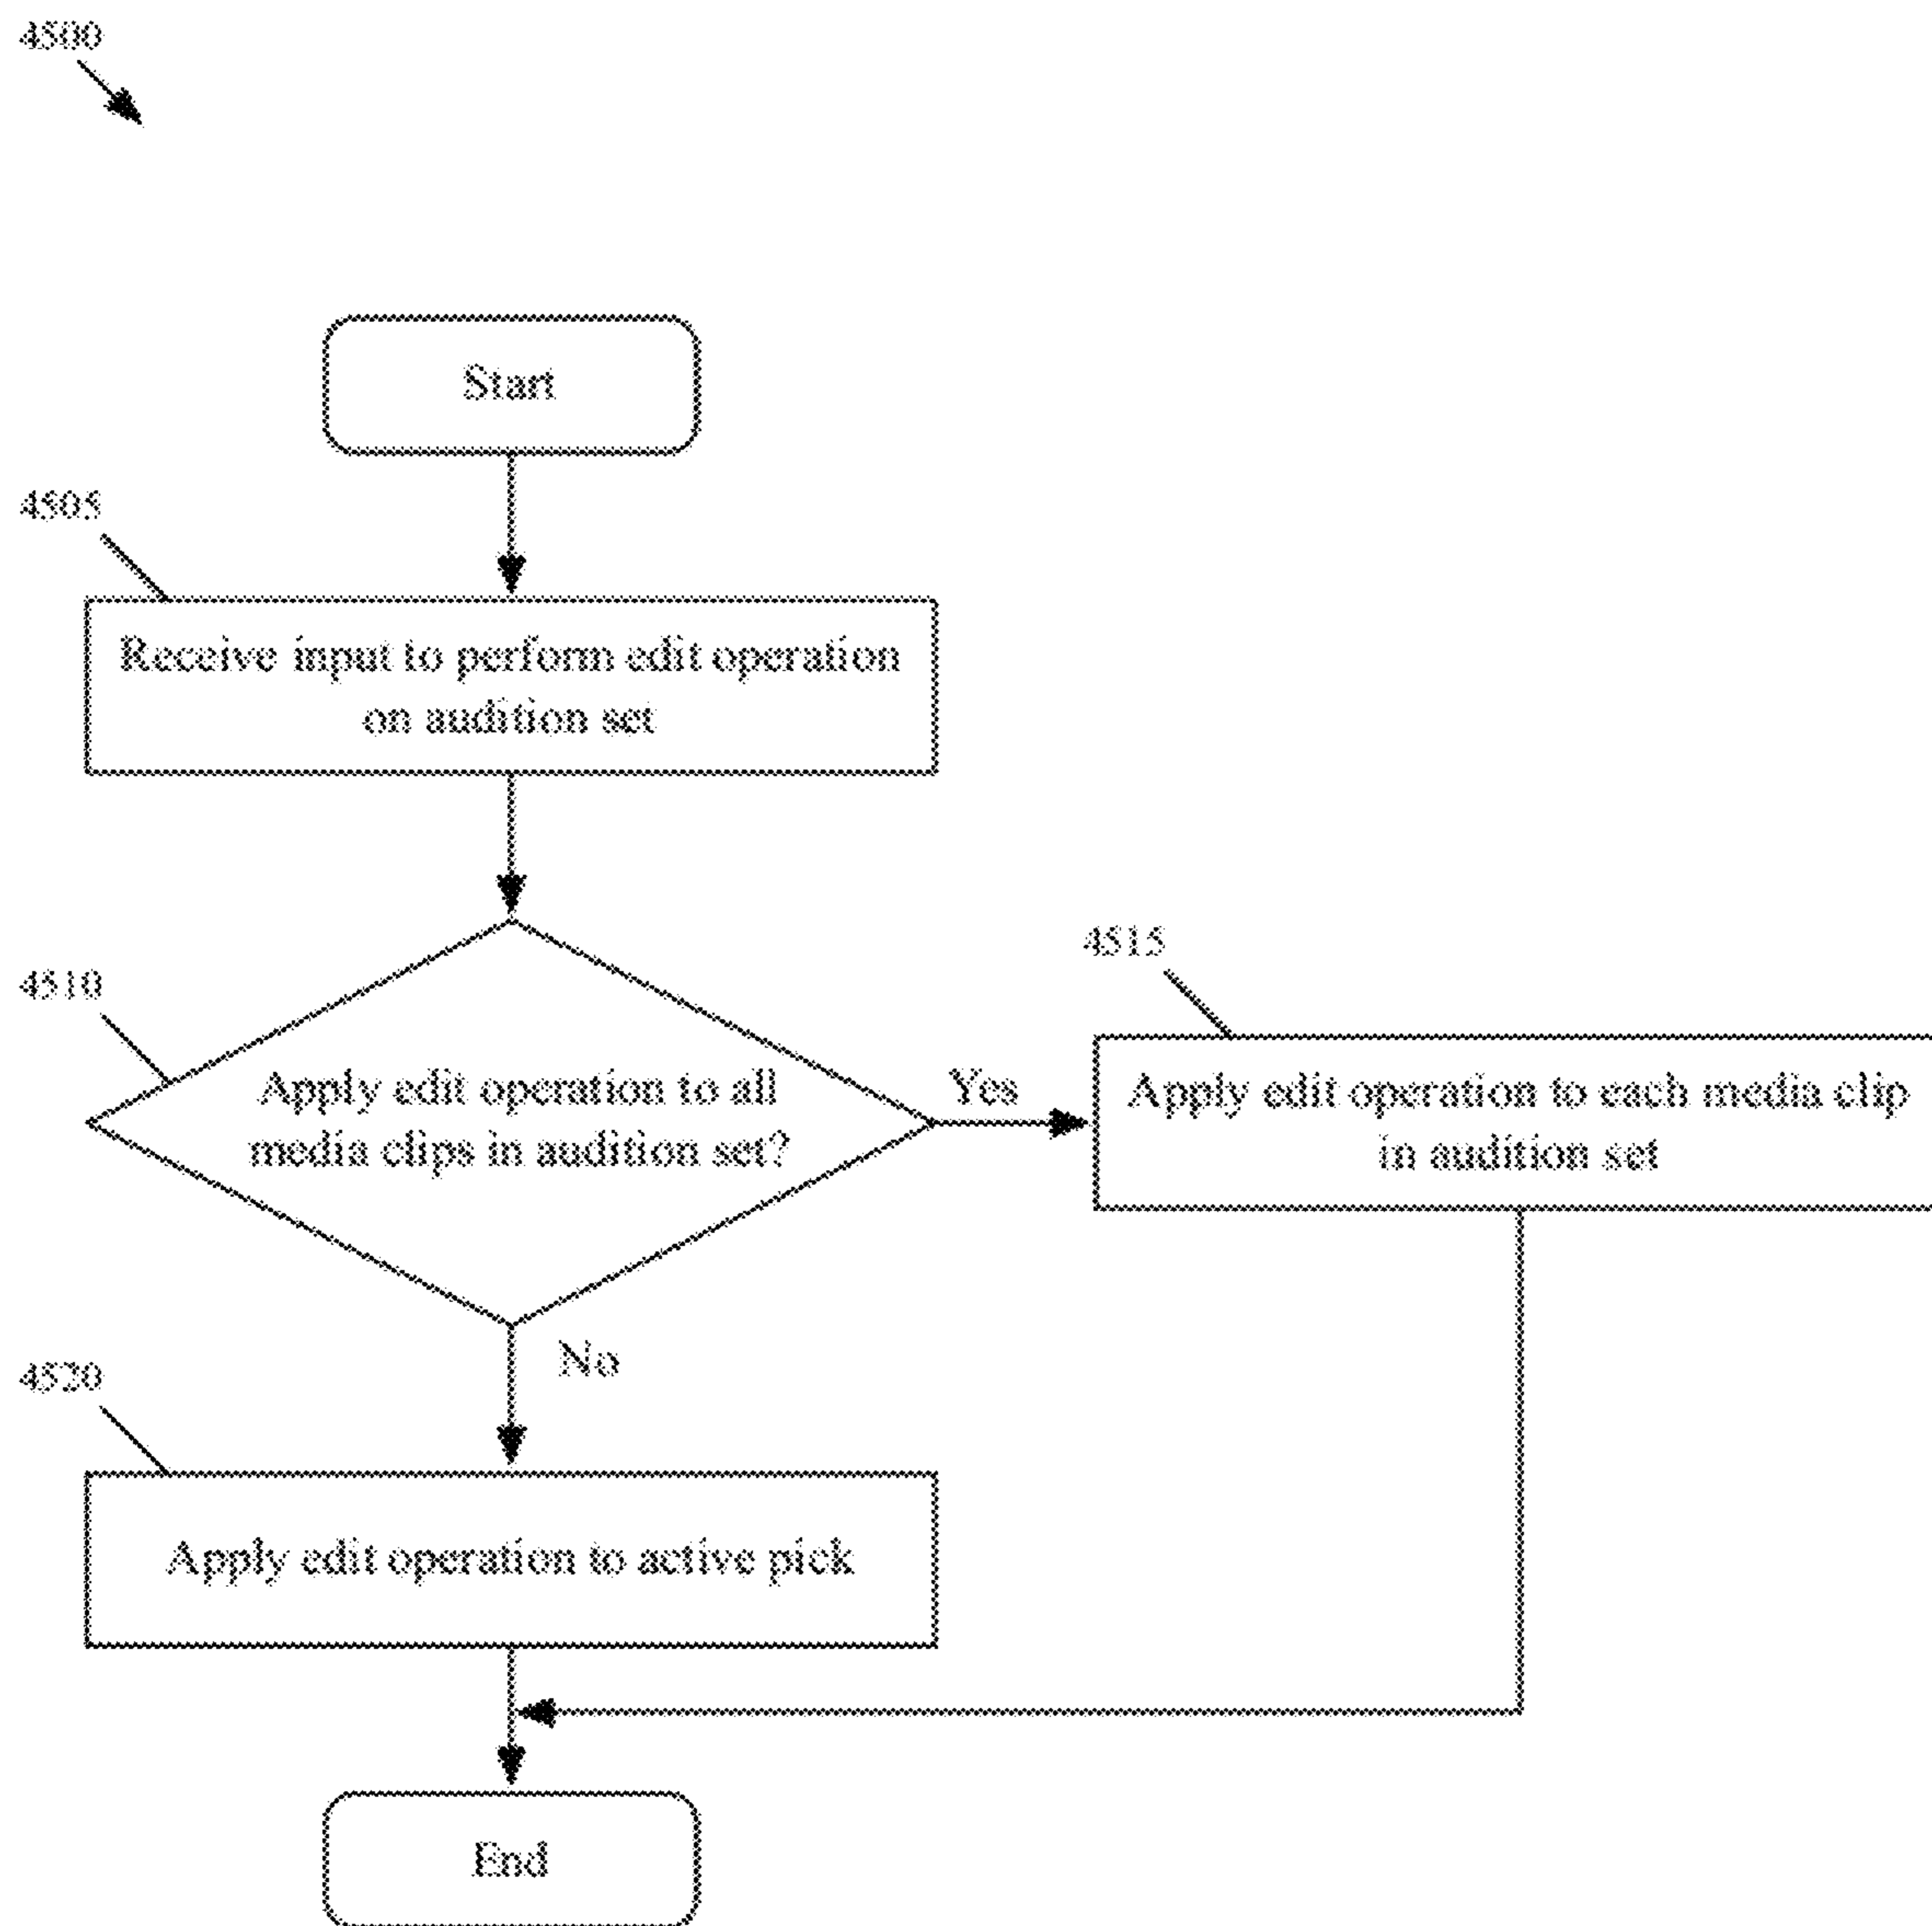 4500
Start
4505
Receive input to perform edit operation
on audition set
4510
Apply edit operation to all
media clips in audition set?
Yes
4515
Apply edit operation to each media clip
in audition set
No
4520
Apply edit operation to active pick
End